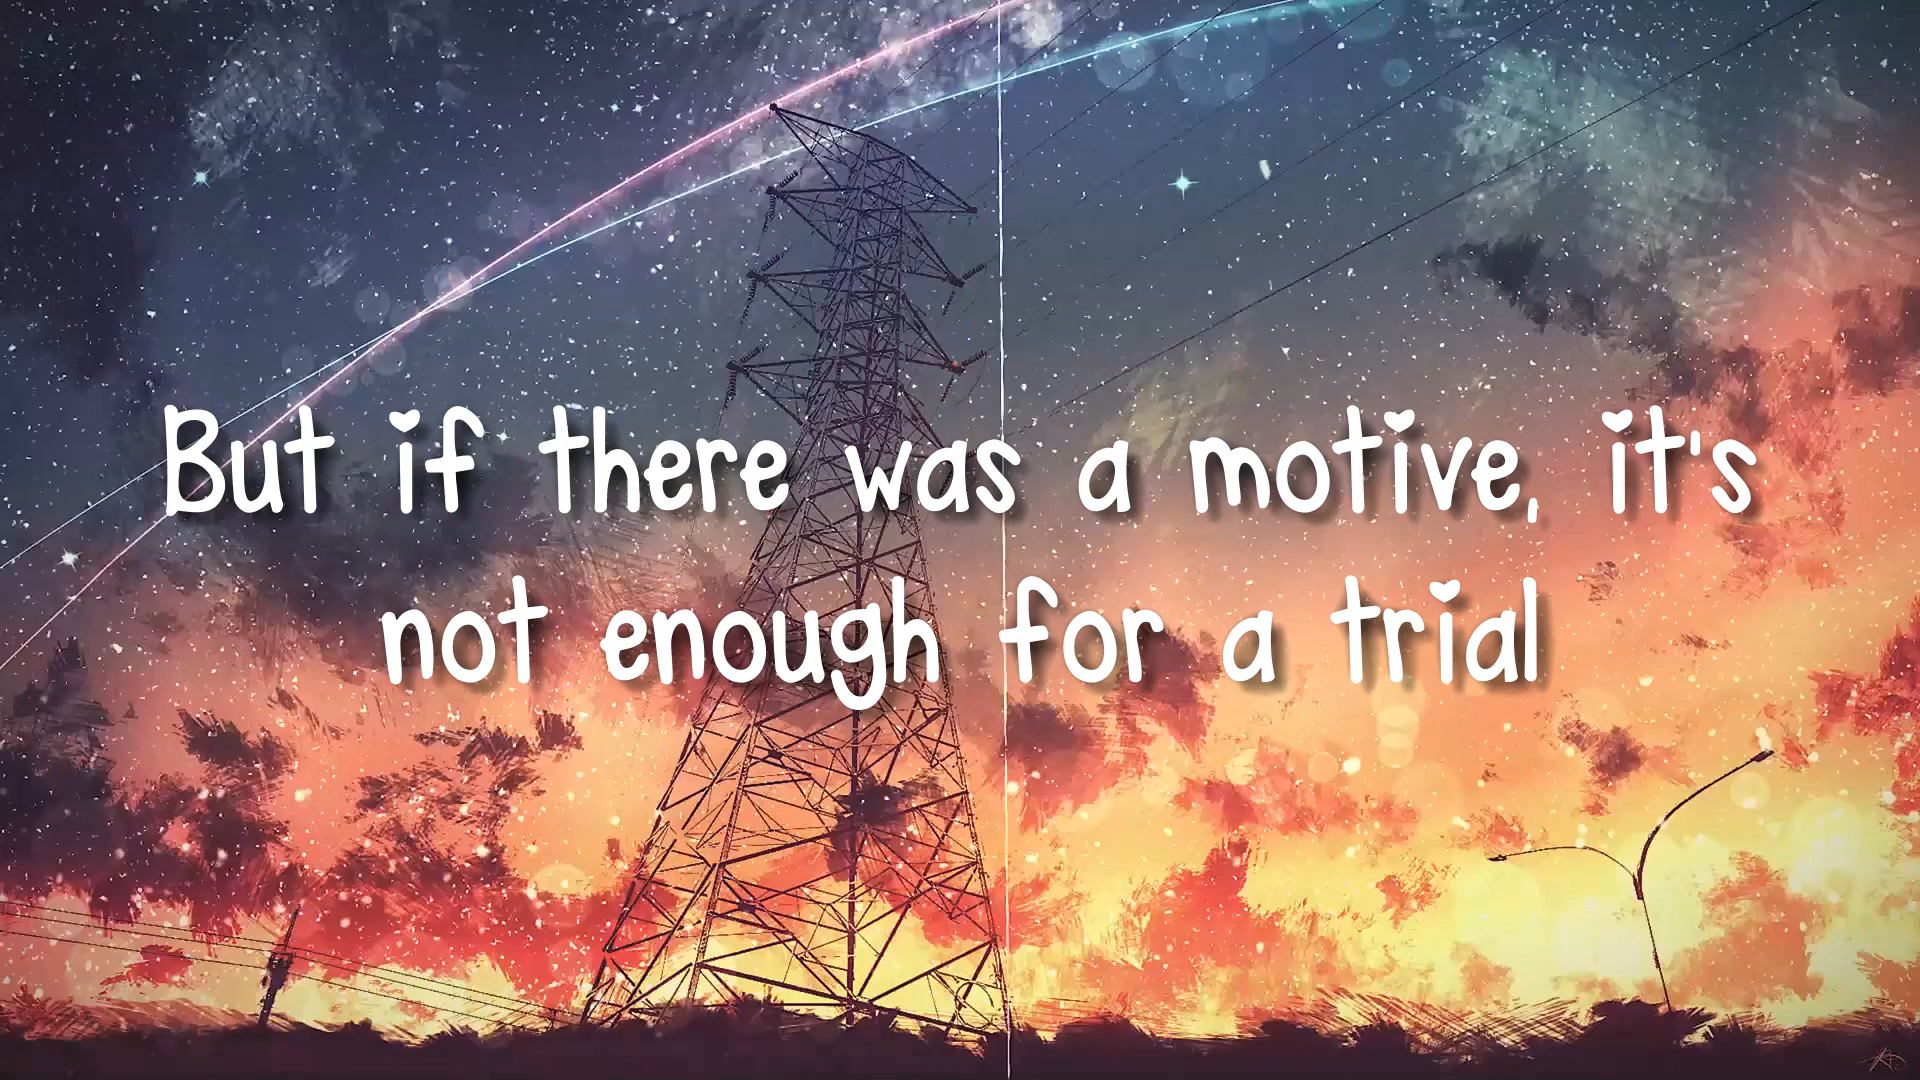 But if there was a motive, it's
not enough for a trial